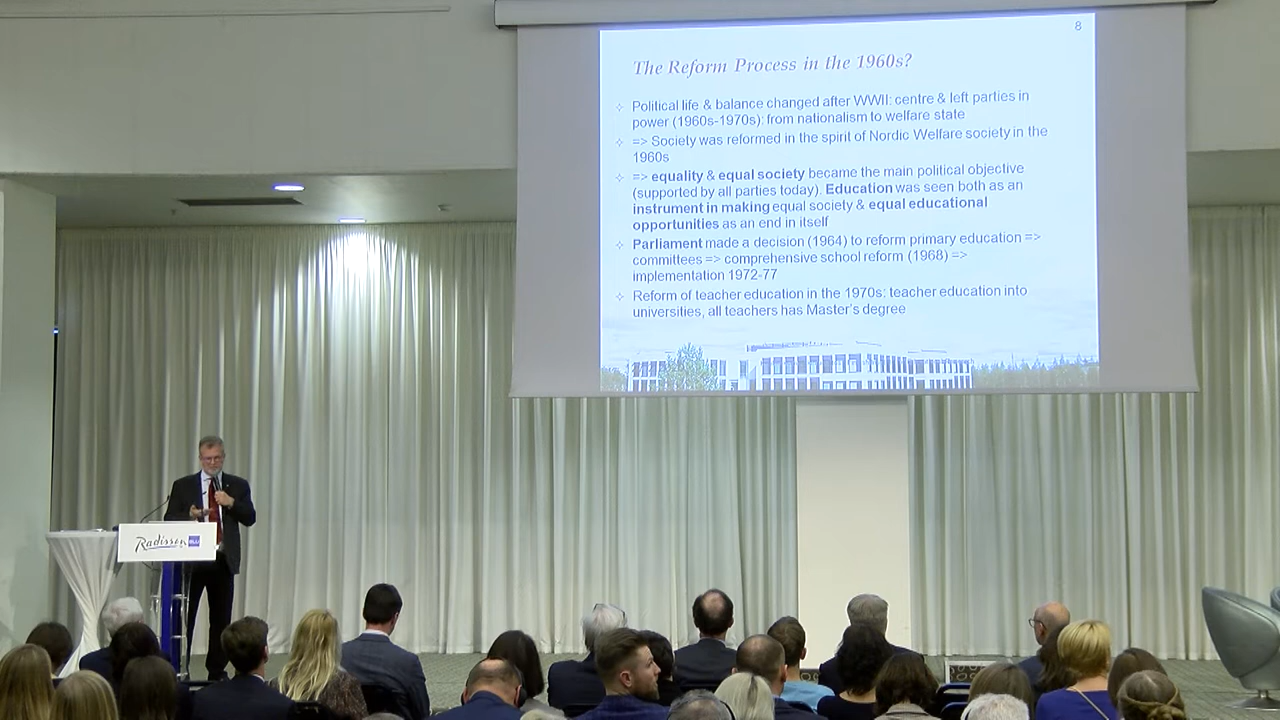 8
The Reform Process in the 1960s?
Political life & balance changed after WWII: centre & left parties in
power (1960s-1970s): from nationalism to welfare state
=> Society was reformed in the spirit of Nordic Welfare society in the
1960s
=> equality & equal society became the main political objective
(supported by all parties today). Education was seen both as an
instrument in making equal society & equal educational
opportunities as an end in itself
Parliament made a decision (1964) to reform primary education =>
committees => comprehensive school reform (1968) =>
implementation 1972-77
Reform of teacher education in the 1970s: teacher education into
universities, all teachers has Master's degree
Radisson